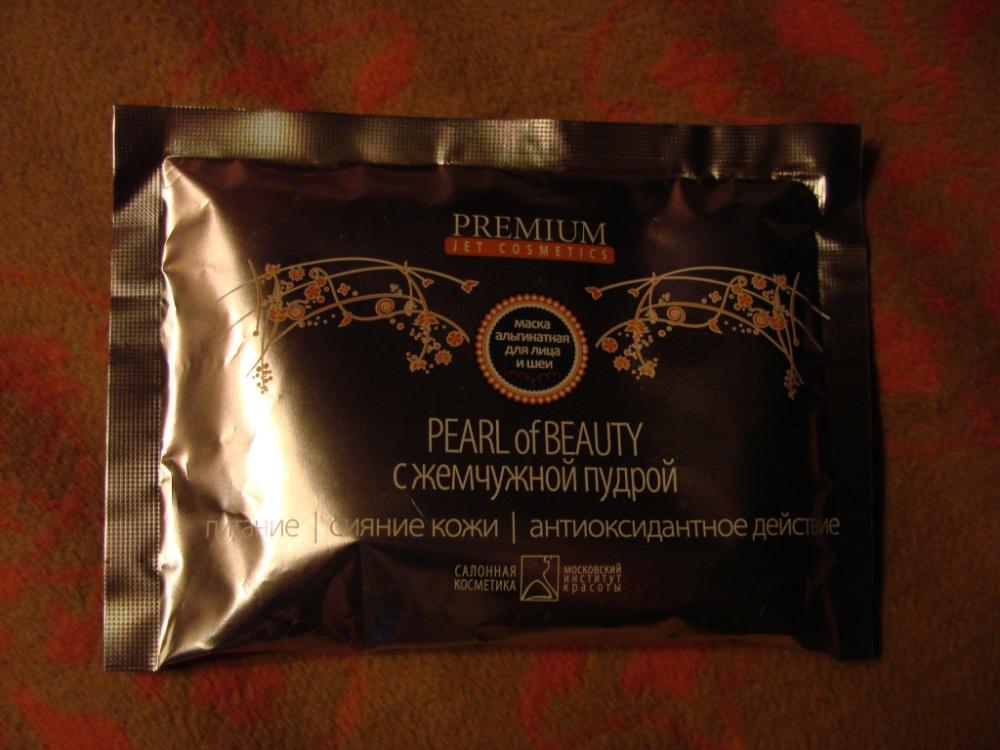 PREMIUM
JET COSMETICS
маска
альгинатная
для лица
и шеи
PEARL of BEAUTY
с жемчужной пудрой
питание | сияние кожи | антиоксидантное действие
САЛОННАЯ
КОСМЕТИКА
МОСКОВСКИЙ
ИНСТИТУТ
красоты